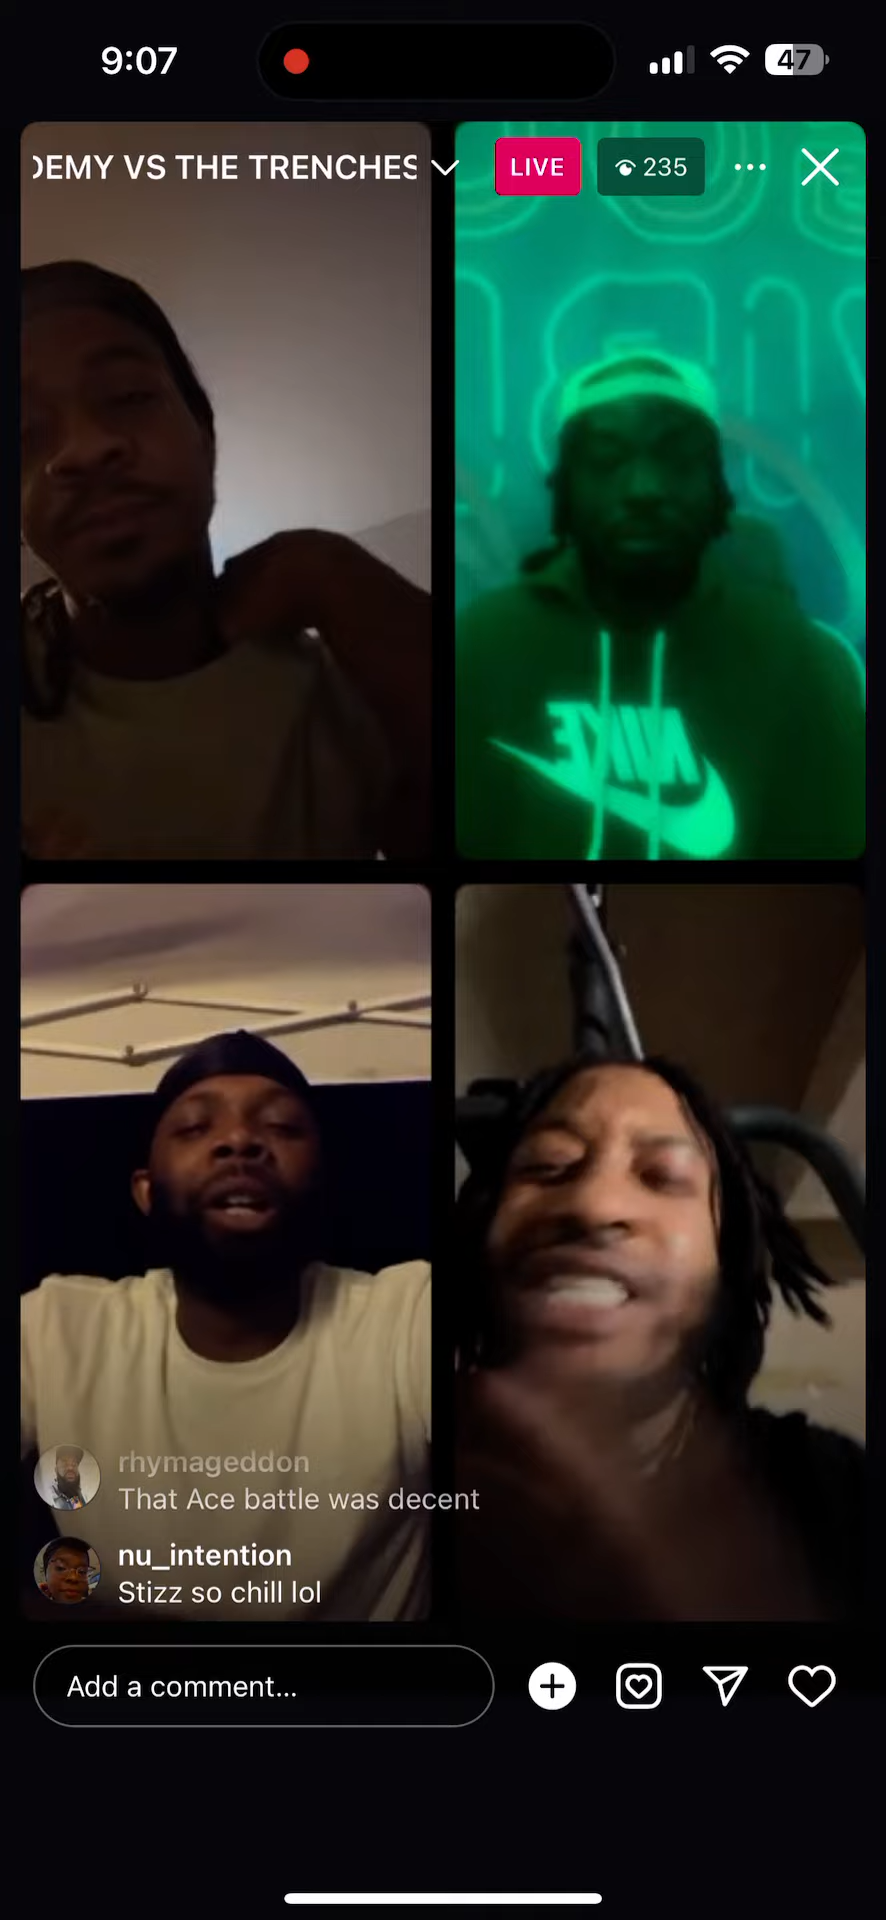 9:07
47
DEMY VS THE TRENCHES
LIVE
235
NIKE
rhymageddon
That Ace battle was decent
nu_intention
Stizz so chill lol
Add a comment...